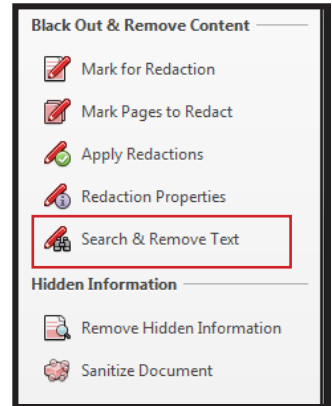 Black Out & Remove Content
Mark for Redaction
Mark Pages to Redact
Apply Redactions
Redaction Properties
Search & Remove Text
Hidden Information
Remove Hidden Information
Sanitize Document